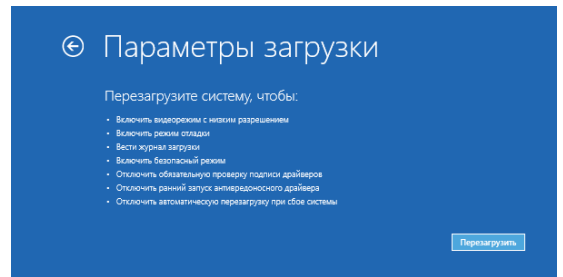 Параметры загрузки
Перезагрузите систему, чтобы:
• Включить видеорежим с низким разрешением
• Включить режим отладки
• Вести журнал загрузки
• Включить безопасный режим
• Отключить обязательную проверку подписи драйверов
• Отключить ранний запуск антивредоносного драйвера
• Отключить автоматическую перезагрузку при сбое системы
Перезагрузить